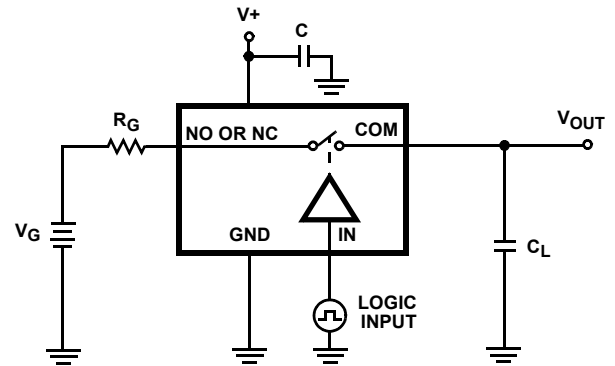 V+
C
RG
NO OR NC
COM
VOUT
VG
GND
IN
CL
LOGIC
INPUT